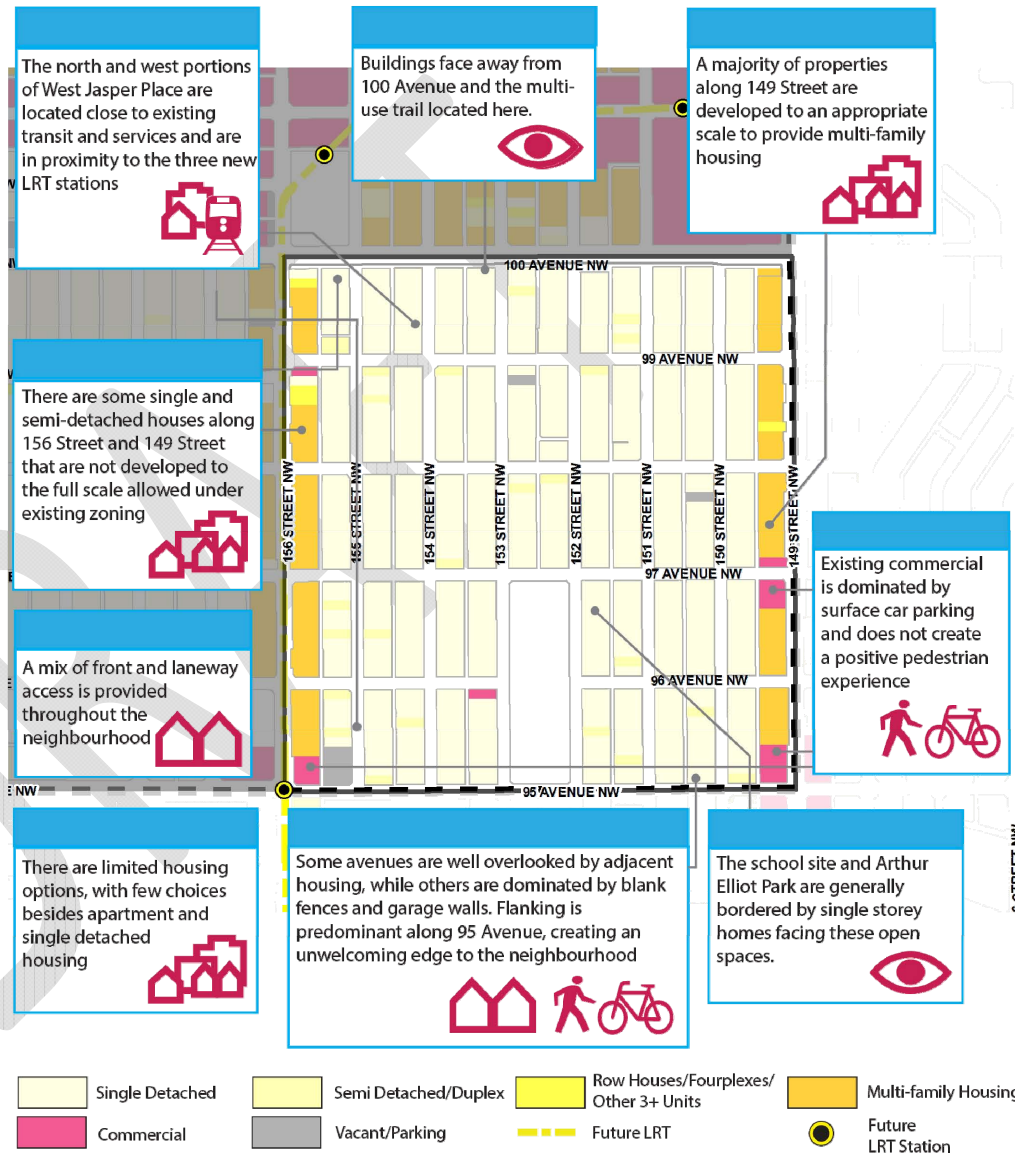 The north and west portions
of West Jasper Place are
located close to existing
transit and services and are
in proximity to the three new
LRT stations
Buildings face away from
100 Avenue and the multi-
use trail located here.
A majority of properties
along 149 Street are
developed to an appropriate
scale to provide multi-family
housing
100 AVENUE NW
99 AVENUE NW
There are some single and
semi-detached houses along
156 Street and 149 Street
that are not developed to
the full scale allowed under
existing zoning
156 STREET NW
155 STREET NW
154 STREET NW
153 STREET NW
152 STREET NW
151 STREET NW
150 STREET NW
149 STREET NW
97 AVENUE NW
Existing commercial
is dominated by
surface car parking
and does not create
a positive pedestrian
experience
A mix of front and laneway
access is provided
throughout the
neighbourhood
96 AVENUE NW
E NW
95 AVENUE NW
There are limited housing
options, with few choices
besides apartment and
single detached
housing
Some avenues are well overlooked by adjacent
housing, while others are dominated by blank
fences and garage walls. Flanking is
predominant along 95 Avenue, creating an
unwelcoming edge to the neighbourhood
The school site and Arthur
Elliot Park are generally
bordered by single storey
homes facing these open
spaces.
STREET NW
Single Detached
Semi Detached/Duplex
Row Houses/Fourplexes/
Other 3+ Units
Multi-family Housing
Commercial
Vacant/Parking
Future LRT
Future
LRT Station